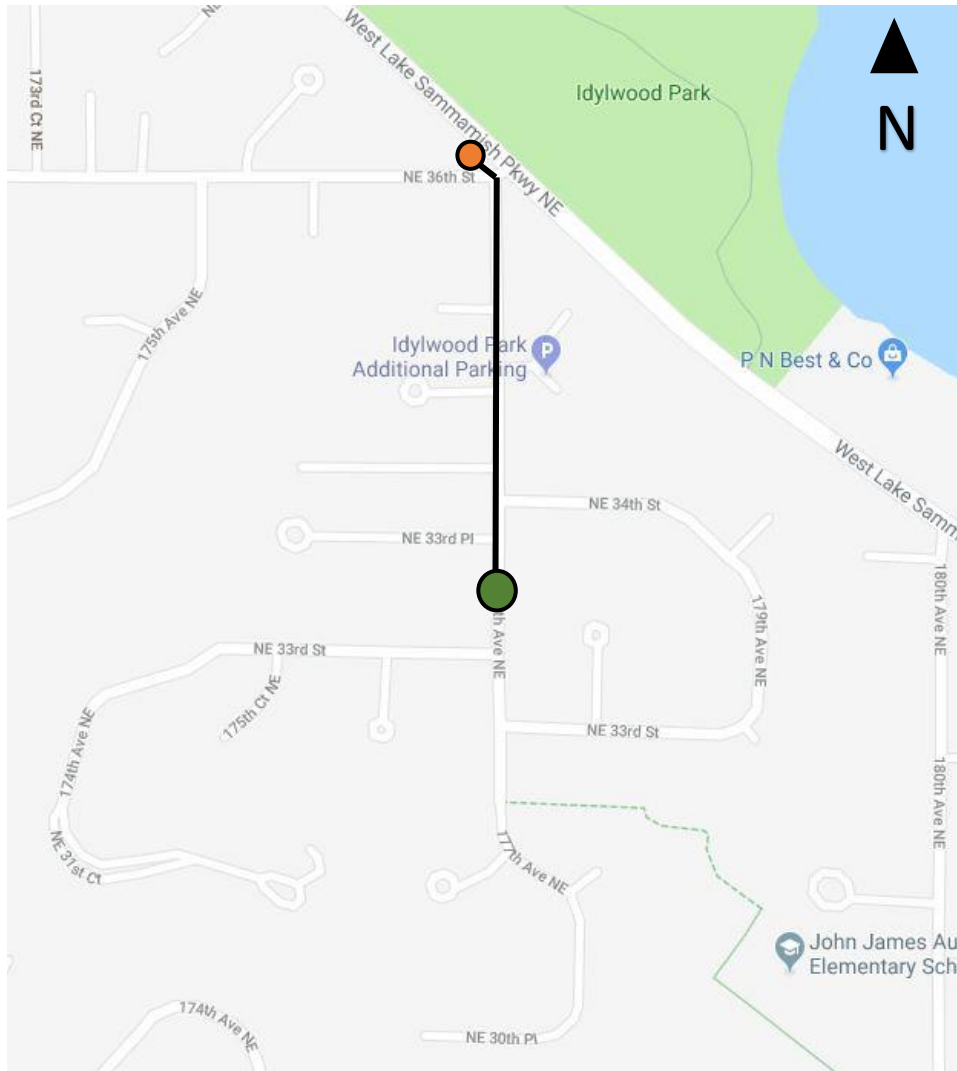 West Lake Sammamish Pkwy NE
Idylwood Park
N
173rd Ct NE
NE 36th St
175th Ave NE
Idylwood Park
Additional Parking
P
P N Best & Co
West Lake Samm
NE 34th St
NE 33rd Pl
180th Ave NE
179th Ave NE
th Ave NE
NE 33rd St
175th Ct NE
NE 33rd St
174th Ave NE
180th Ave NE
NE 31st Ct
177th Ave NE
John James Au
Elementary Sch
174th Ave NE
NE 30th Pl